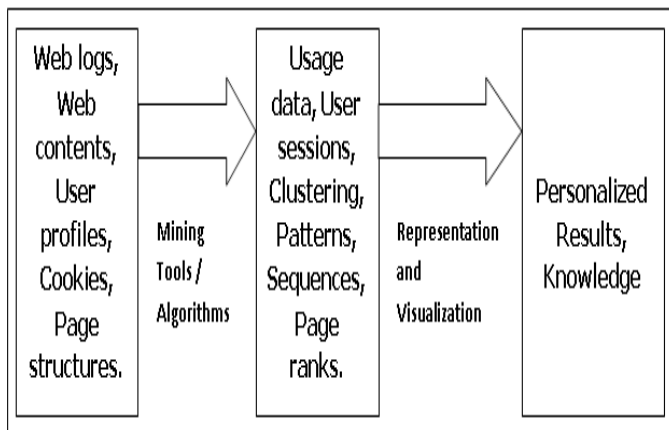 Web logs,
Web
contents,
User
profiles,
Cookies,
Page
structures.
Mining
Tools /
Algorithms
Usage
data, User
sessions,
Clustering,
Patterns,
Sequences,
Page
ranks.
Representation
and
Visualization
Personalized
Results,
Knowledge